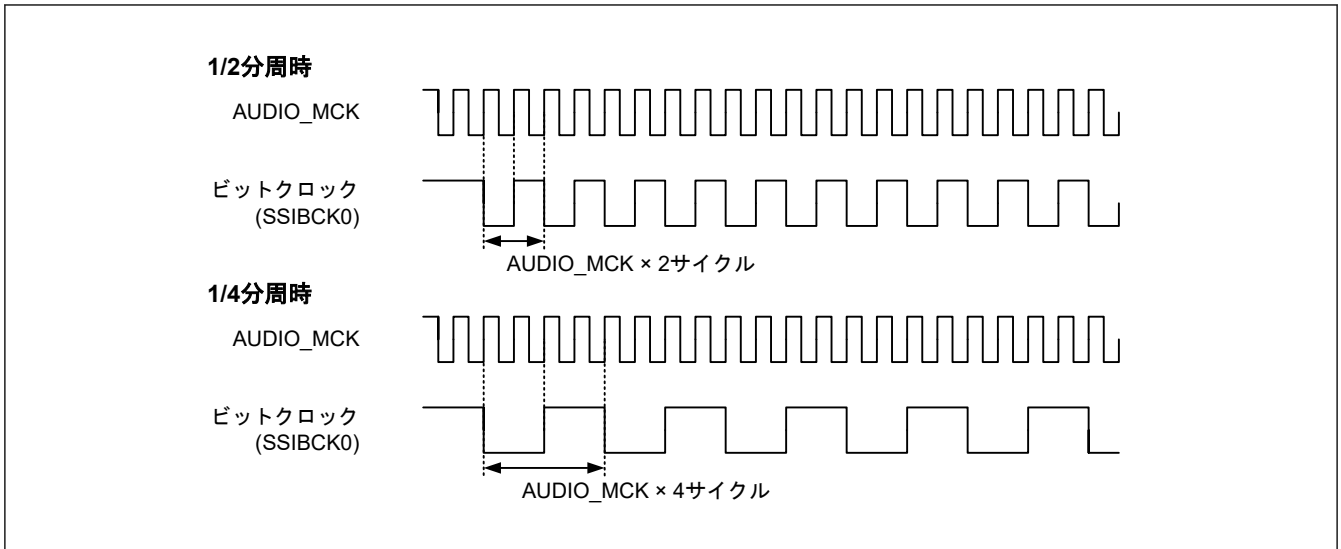 1/2分周時
AUDIO_MCK
ビットクロック
(SSIBCK0)
AUDIO_MCK × 2サイクル
1/4分周時
AUDIO_MCK
ビットクロック
(SSIBCK0)
AUDIO_MCK × 4サイクル